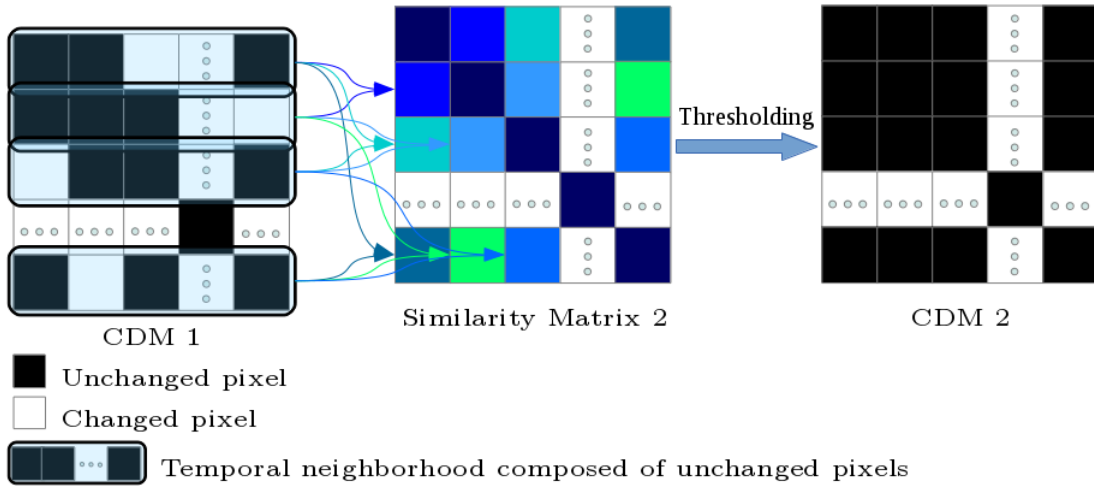 Thresholding
CDM 1
Similarity Matrix 2
CDM 2
Unchanged pixel
Changed pixel
Temporal neighborhood composed of unchanged pixels